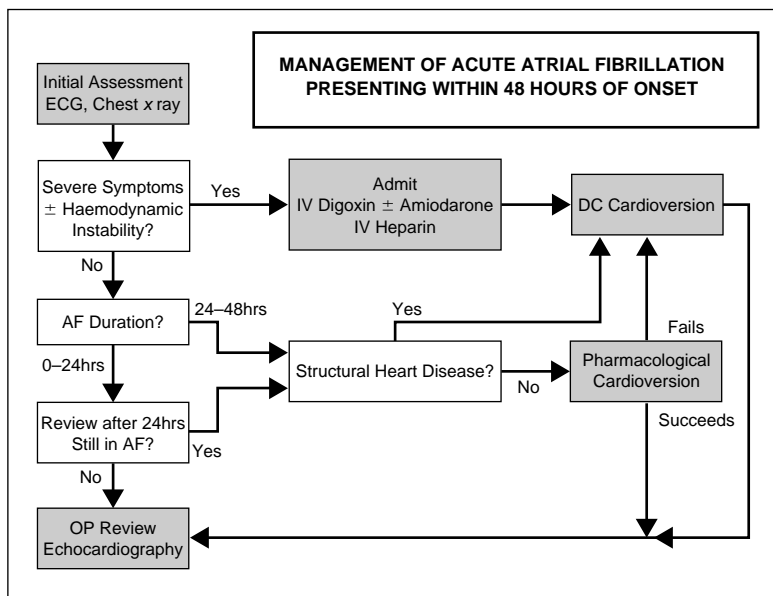 MANAGEMENT OF ACUTE ATRIAL FIBRILLATION
PRESENTING WITHIN 48 HOURS OF ONSET
Initial Assessment
ECG, Chest x ray
Severe Symptoms
± Haemodynamic
Instability?
Yes
Admit
IV Digoxin ± Amiodarone
IV Heparin
DC Cardioversion
No
AF Duration?
24–48hrs
Yes
Fails
0–24hrs
Structural Heart Disease?
No
Pharmacological
Cardioversion
Review after 24hrs
Still in AF?
Yes
Succeeds
No
OP Review
Echocardiography